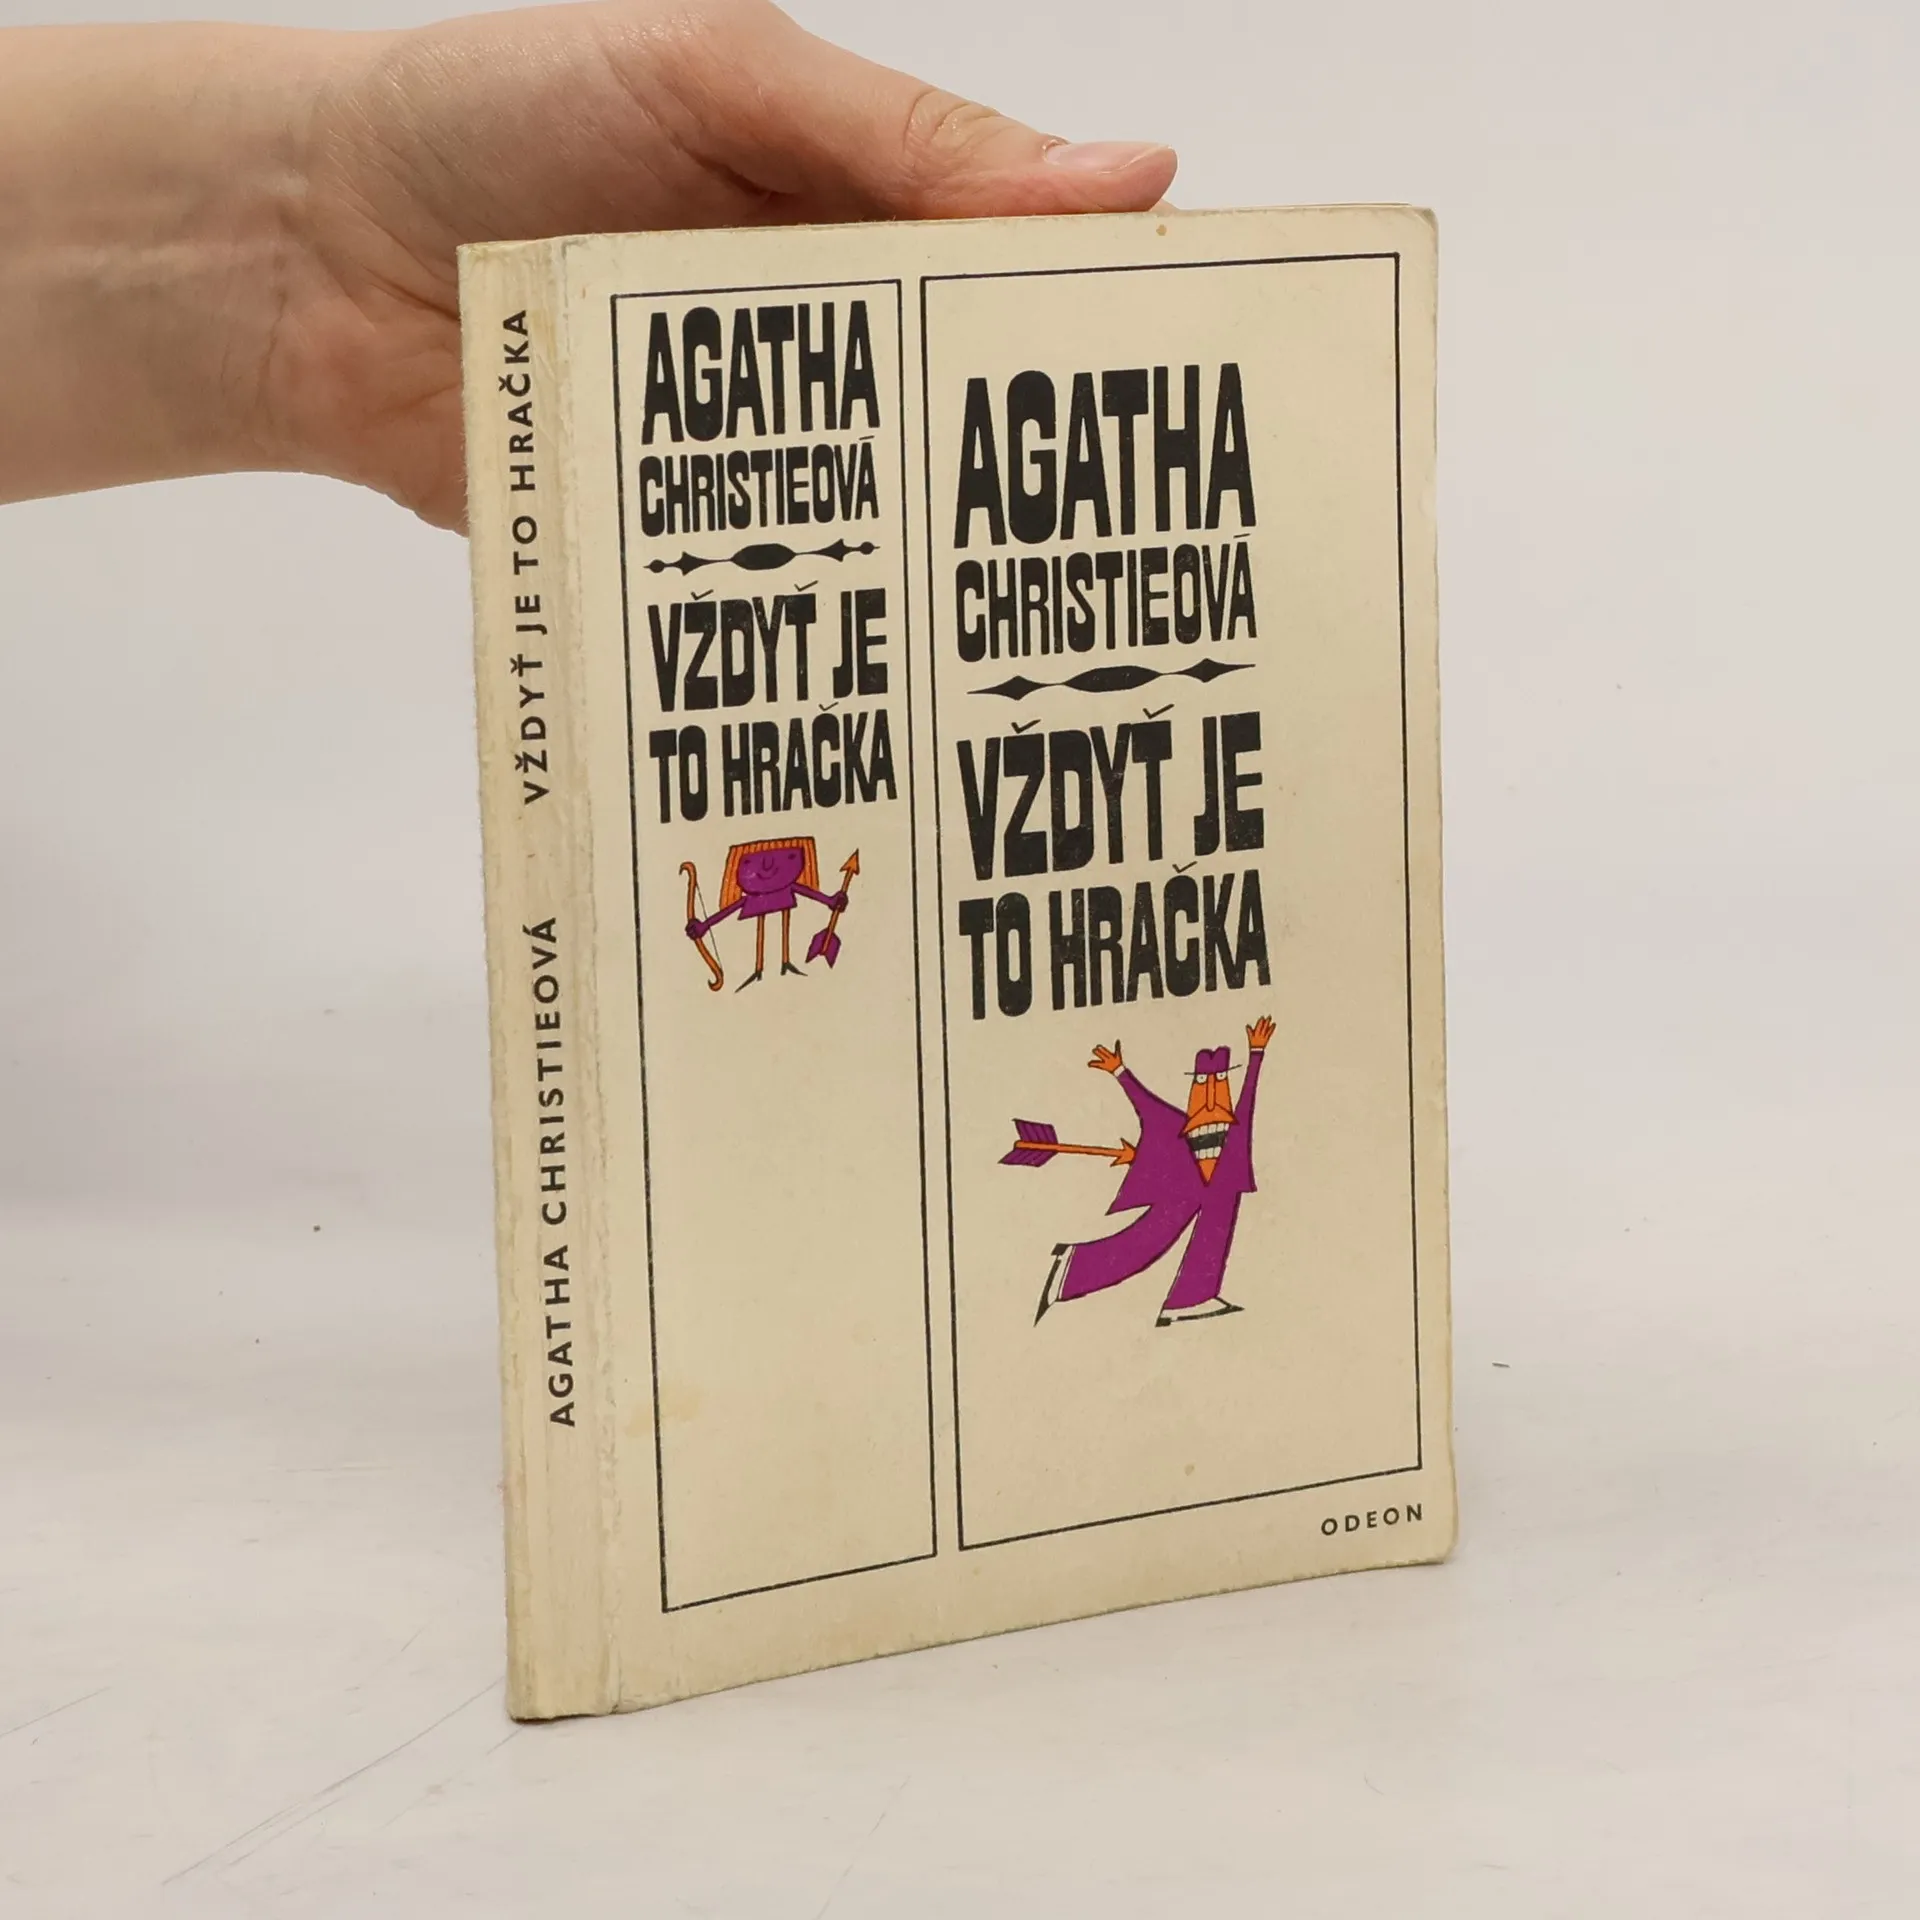 VŽDYŤ JE TO HRAČKA
AGATHA CHRISTIEOVÁ
AGATHA
CHRISTIEOVÁ
VŽDYŤ JE
TO HRAČKA
AGATHA
CHRISTIEOVÁ
VŽDYŤ JE
TO HRAČKA
ODEON